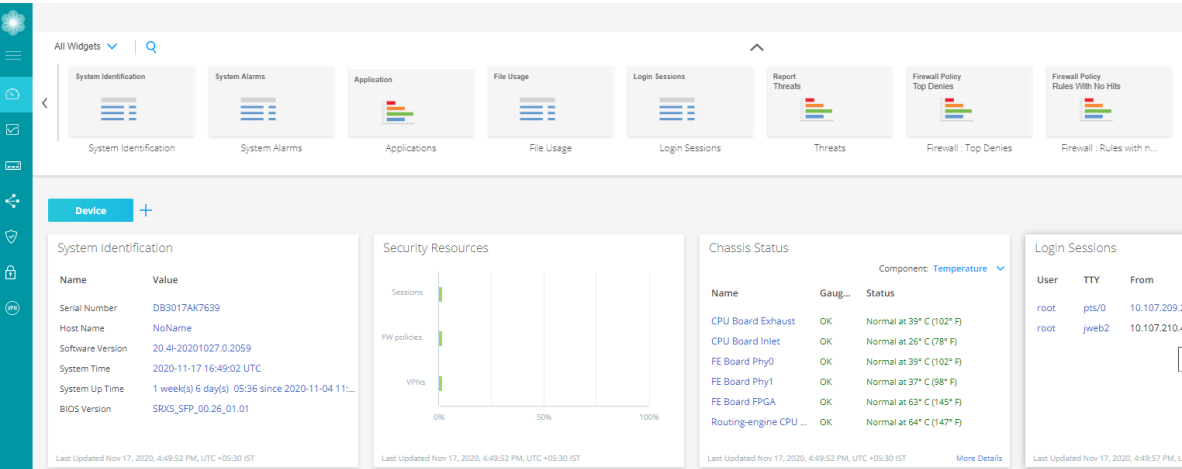 All Widgets
System Identification
System Alarms
Application
File Usage
Login Sessions
Report
Threats
Firewall Policy
Top Denies
Firewall Policy
Rules With No Hits
System Identification
System Alarms
Applications
File Usage
Login Sessions
Threats
Firewall : Top Denies
Firewall : Rules with n...
VPN
Device
System Identification
Name Value
Serial Number DB3017AK7639
Host Name NoName
Software Version 20.4I-20201027.0.2059
System Time 2020-11-17 16:49:02 UTC
System Up Time 1 week(s) 6 day(s) 05:36 since 2020-11-04 11:...
BIOS Version SRXS_SFP_00.26_01.01
Last Updated Nov 17, 2020, 4:49:52 PM, UTC +05:30 IST
Security Resources
Sessions
FW policies
VPNs
0% 50% 100%
Last Updated Nov 17, 2020, 4:49:52 PM, UTC +05:30 IST
Chassis Status
Component: Temperature
Name Gaug... Status
CPU Board Exhaust OK Normal at 39° C (102° F)
CPU Board Inlet OK Normal at 26° C (78° F)
FE Board Phy0 OK Normal at 39° C (102° F)
FE Board Phy1 OK Normal at 37° C (98° F)
FE Board FPGA OK Normal at 63° C (145° F)
Routing-engine CPU ... OK Normal at 64° C (147° F)
Last Updated Nov 17, 2020, 4:49:52 PM, UTC +05:30 IST More Details
Login Sessions
User TTY From
root pts/0 10.107.209.
root jweb2 10.107.210.4
Last Updated Nov 17, 2020, 4:49:57 PM,